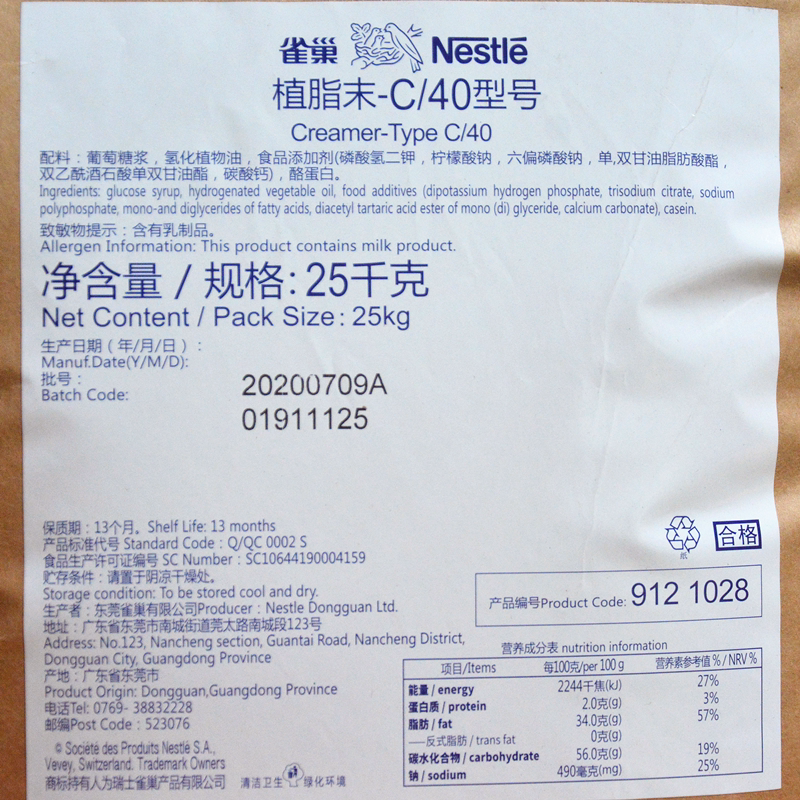 雀巢 Nestlé
植脂末-C/40型号
Creamer-Type C/40
配料：葡萄糖浆，氢化植物油，食品添加剂(磷酸氢二钾，柠檬酸钠，六偏磷酸钠，单,双甘油脂肪酸酯，
双乙酰酒石酸单双甘油酯，碳酸钙)，酪蛋白。
Ingredients: glucose syrup, hydrogenated vegetable oil, food additives (dipotassium hydrogen phosphate, trisodium citrate, sodium
polyphosphate, mono-and diglycerides of fatty acids, diacetyl tartaric acid ester of mono (di) glyceride, calcium carbonate), casein.
致敏物提示：含有乳制品。
Allergen Information: This product contains milk product.
净含量 / 规格: 25千克
Net Content / Pack Size: 25kg
生产日期（年/月/日）：
Manuf.Date(Y/M/D):
批号：
Batch Code:
20200709A
01911125
保质期：13个月。Shelf Life: 13 months
产品标准代号 Standard Code：Q/QC 0002 S
食品生产许可证编号 SC Number：SC10644190004159
贮存条件：请置于阴凉干燥处。
Storage condition: To be stored cool and dry.
生产者：东莞雀巢有限公司Producer：Nestle Dongguan Ltd.
地址：广东省东莞市南城街道莞太路南城段123号
Address: No.123, Nancheng section, Guantai Road, Nancheng District,
Dongguan City, Guangdong Province
产地：广东省东莞市
Product Origin: Dongguan,Guangdong Province
电话Tel: 0769- 38832228
邮编Post Code：523076
© Société des Produits Nestlé S.A.,
Vevey, Switzerland. Trademark Owners
商标持有人为瑞士雀巢产品有限公司
清洁卫生 绿化环境
纸
合格
产品编号Product Code: 912 1028
营养成分表 nutrition information
项目/Items 每100克/per 100 g 营养素参考值 % / NRV %
能量 / energy 2244千焦(kJ) 27%
蛋白质 / protein 2.0克(g) 3%
脂肪 / fat 34.0克(g) 57%
——反式脂肪 / trans fat 0克(g)
碳水化合物 / carbohydrate 56.0克(g) 19%
钠 / sodium 490毫克(mg) 25%